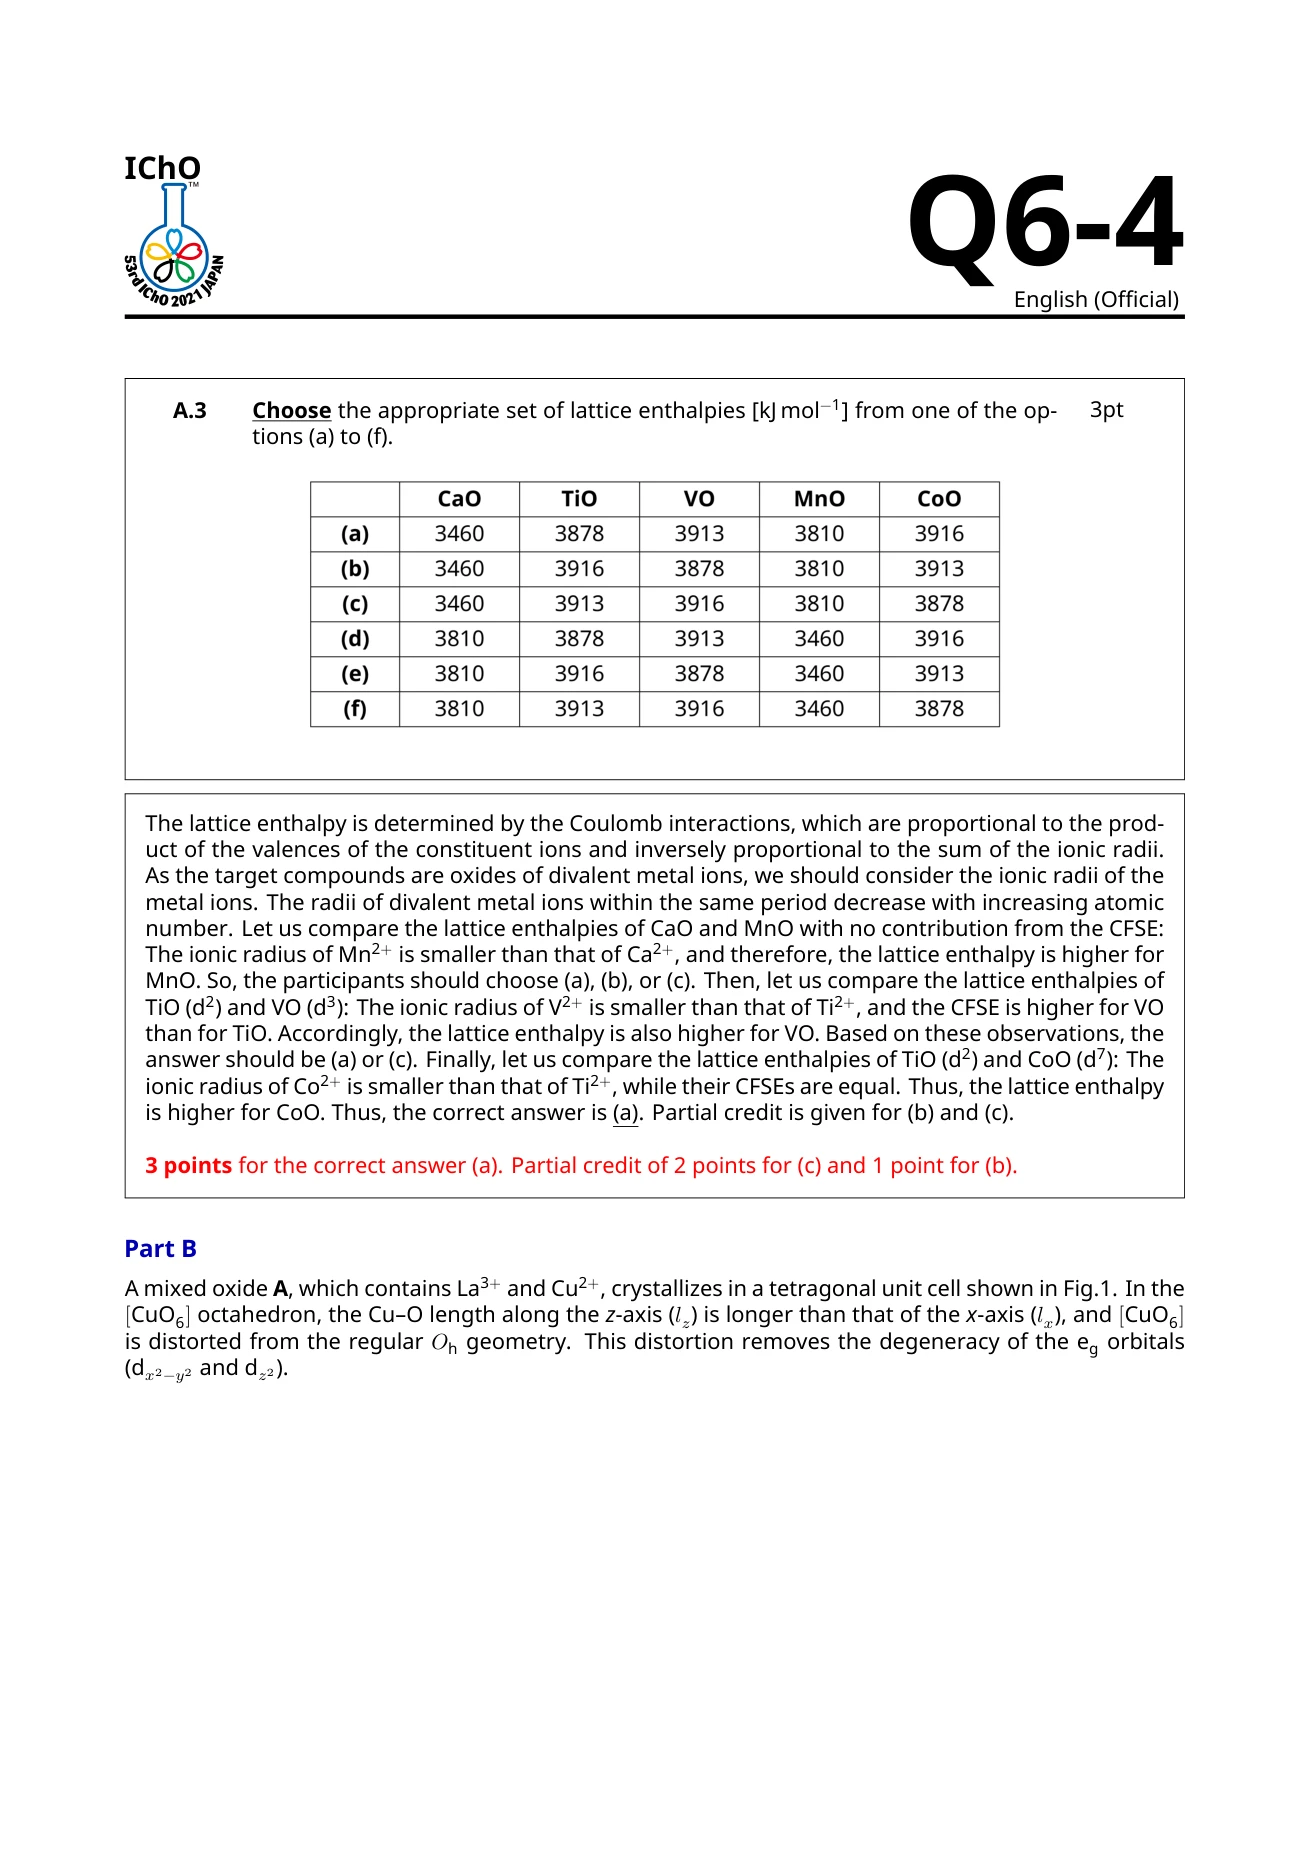 IChO
TM
53rd IChO 2021 JAPAN
Q6-4
English (Official)
A.3 Choose the appropriate set of lattice enthalpies [kJ mol⁻¹] from one of the op- 3pt
tions (a) to (f).
CaO TiO VO MnO CoO
(a) 3460 3878 3913 3810 3916
(b) 3460 3916 3878 3810 3913
(c) 3460 3913 3916 3810 3878
(d) 3810 3878 3913 3460 3916
(e) 3810 3916 3878 3460 3913
(f) 3810 3913 3916 3460 3878
The lattice enthalpy is determined by the Coulomb interactions, which are proportional to the prod-
uct of the valences of the constituent ions and inversely proportional to the sum of the ionic radii.
As the target compounds are oxides of divalent metal ions, we should consider the ionic radii of the
metal ions. The radii of divalent metal ions within the same period decrease with increasing atomic
number. Let us compare the lattice enthalpies of CaO and MnO with no contribution from the CFSE:
The ionic radius of Mn²⁺ is smaller than that of Ca²⁺, and therefore, the lattice enthalpy is higher for
MnO. So, the participants should choose (a), (b), or (c). Then, let us compare the lattice enthalpies of
TiO (d²) and VO (d³): The ionic radius of V²⁺ is smaller than that of Ti²⁺, and the CFSE is higher for VO
than for TiO. Accordingly, the lattice enthalpy is also higher for VO. Based on these observations, the
answer should be (a) or (c). Finally, let us compare the lattice enthalpies of TiO (d²) and CoO (d⁷): The
ionic radius of Co²⁺ is smaller than that of Ti²⁺, while their CFSEs are equal. Thus, the lattice enthalpy
is higher for CoO. Thus, the correct answer is (a). Partial credit is given for (b) and (c).
3 points for the correct answer (a). Partial credit of 2 points for (c) and 1 point for (b).
Part B
A mixed oxide A, which contains La³⁺ and Cu²⁺, crystallizes in a tetragonal unit cell shown in Fig.1. In the
[CuO₆] octahedron, the Cu–O length along the z-axis (l_z) is longer than that of the x-axis (l_x), and [CuO₆]
is distorted from the regular O_h geometry. This distortion removes the degeneracy of the e_g orbitals
(d_{x²−y²} and d_{z²}).